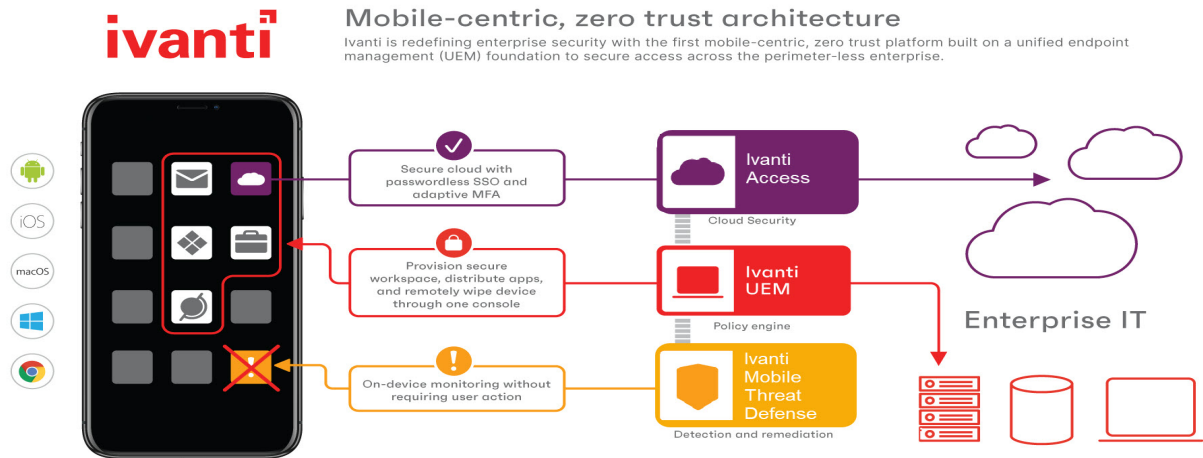 ivanti
Mobile-centric, zero trust architecture
Ivanti is redefining enterprise security with the first mobile-centric, zero trust platform built on a unified endpoint
management (UEM) foundation to secure access across the perimeter-less enterprise.
iOS
macOS
Secure cloud with
passwordless SSO and
adaptive MFA
Ivanti
Access
Cloud Security
Provision secure
workspace, distribute apps,
and remotely wipe device
through one console
Ivanti
UEM
Policy engine
Enterprise IT
On-device monitoring without
requiring user action
Ivanti
Mobile
Threat
Defense
Detection and remediation